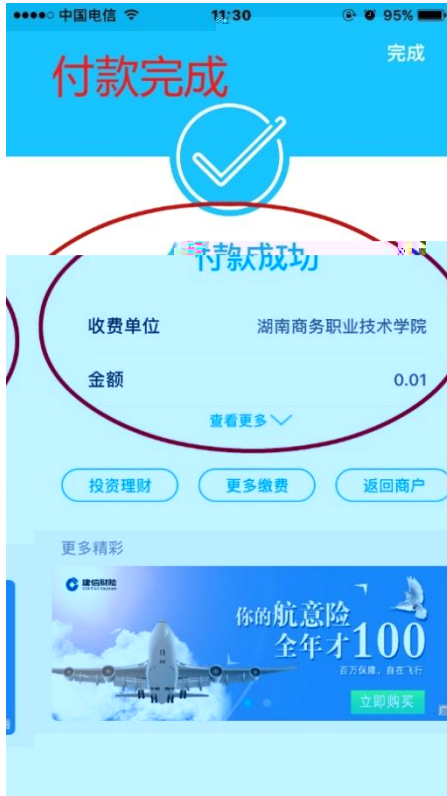 中国电信 11:30 95%
完成
付款完成
付款成功
收费单位 湖南商务职业技术学院
金额 0.01
查看更多
投资理财 更多缴费 返回商户
更多精彩
建信财险
你的航意险
全年才100
百万保障,自在飞行
立即购买